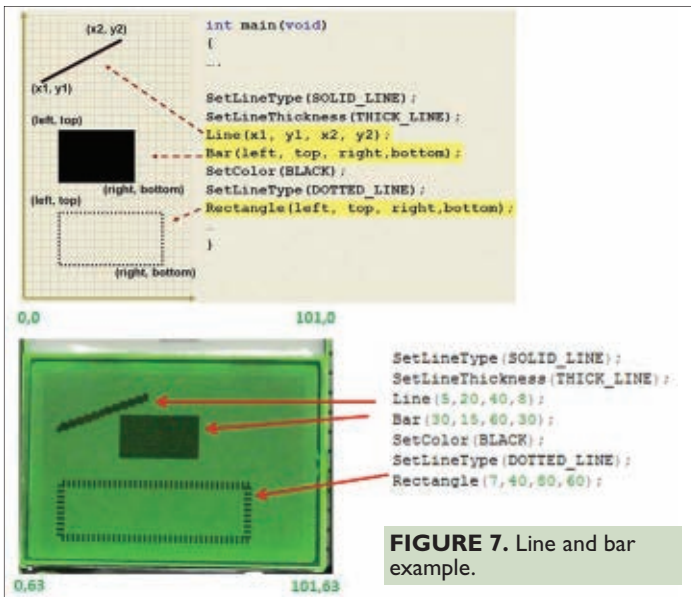 (x2, y2)
(x1, y1)
(left, top)
(right, bottom)
(left, top)
(right, bottom)
int main(void)
{
….
SetLineType(SOLID_LINE);
SetLineThickness(THICK_LINE);
Line(x1, y1, x2, y2);
Bar(left, top, right,bottom);
SetColor(BLACK);
SetLineType(DOTTED_LINE);
Rectangle(left, top, right,bottom);
…
}
0,0
101,0
SetLineType(SOLID_LINE);
SetLineThickness(THICK_LINE);
Line(5,20,40,8);
Bar(30,15,60,30);
SetColor(BLACK);
SetLineType(DOTTED_LINE);
Rectangle(7,40,80,60);
0,63
101,63
FIGURE 7. Line and bar
example.